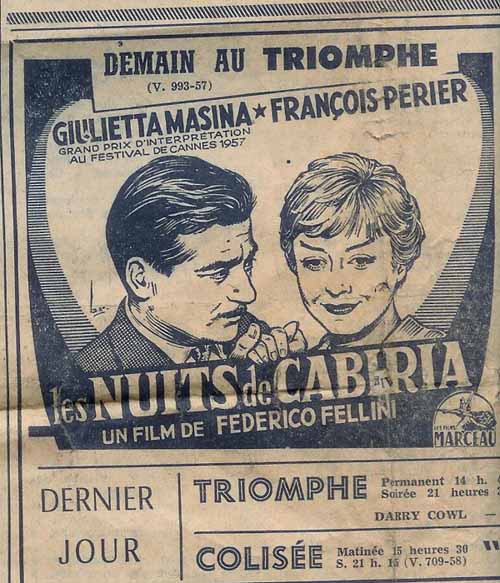 DEMAIN AU TRIOMPHE
(V. 993-57)
GIULIETTA MASINA★FRANÇOIS PERIER
GRAND PRIX D'INTERPRÉTATION
AU FESTIVAL DE CANNES 1957
les NUITS de CABIRIA
UN FILM DE FEDERICO FELLINI
LES FILMS
MARCEAU
DERNIER
JOUR
TRIOMPHE
Permanent 14 h.
Soirée 21 heures
DARRY COWL —
COLISÉE
Matinée 15 heures 30
S. 21 h. 15 (V. 709-58)
"